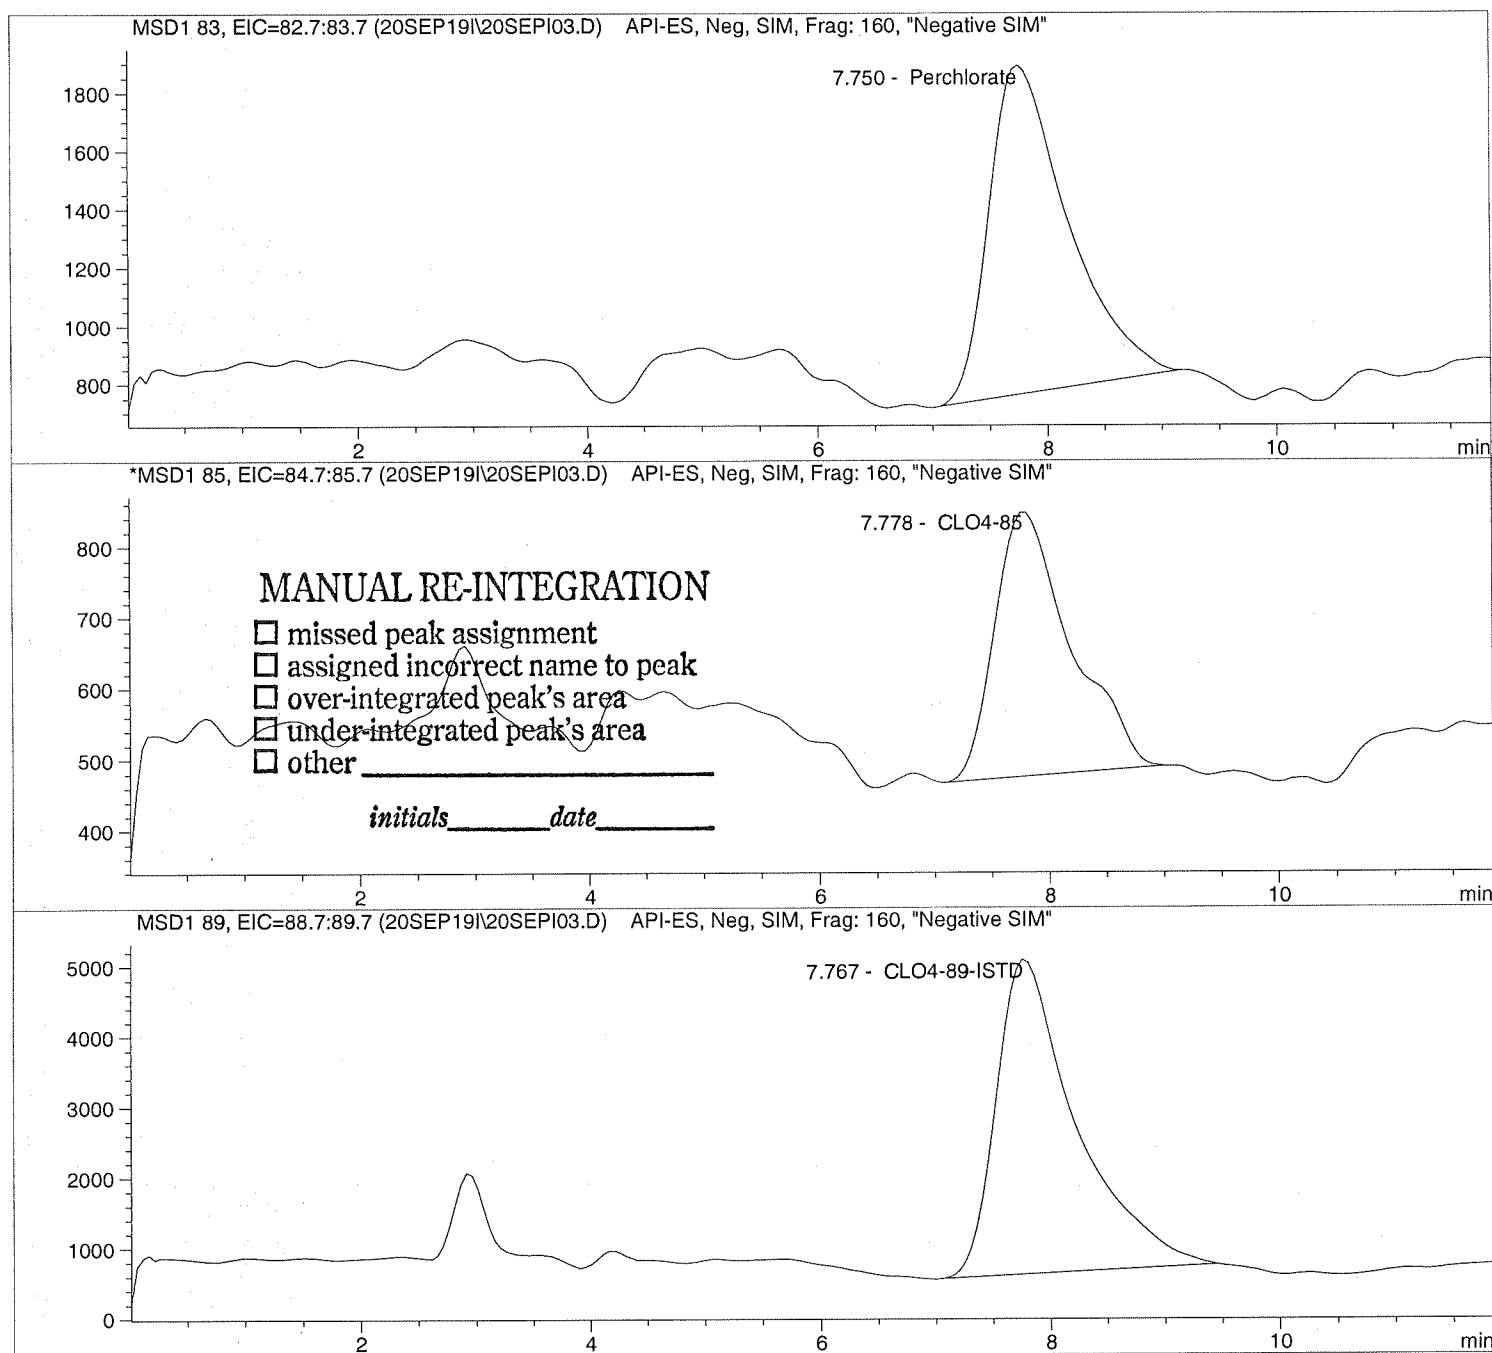 MSD1 83, EIC=82.7:83.7 (20SEP19I\20SEPI03.D) API-ES, Neg, SIM, Frag: 160, "Negative SIM"
7.750 - Perchlorate
1800
1600
1400
1200
1000
800
2 4 6 8 10 min
*MSD1 85, EIC=84.7:85.7 (20SEP19I\20SEPI03.D) API-ES, Neg, SIM, Frag: 160, "Negative SIM"
7.778 - CLO4-85
800
700
600
500
400
MANUAL RE-INTEGRATION
☐ missed peak assignment
☐ assigned incorrect name to peak
☐ over-integrated peak's area
☐ under-integrated peak's area
☐ other
initials______date______
2 4 6 8 10 min
MSD1 89, EIC=88.7:89.7 (20SEP19I\20SEPI03.D) API-ES, Neg, SIM, Frag: 160, "Negative SIM"
7.767 - CLO4-89-ISTD
5000
4000
3000
2000
1000
0
2 4 6 8 10 min